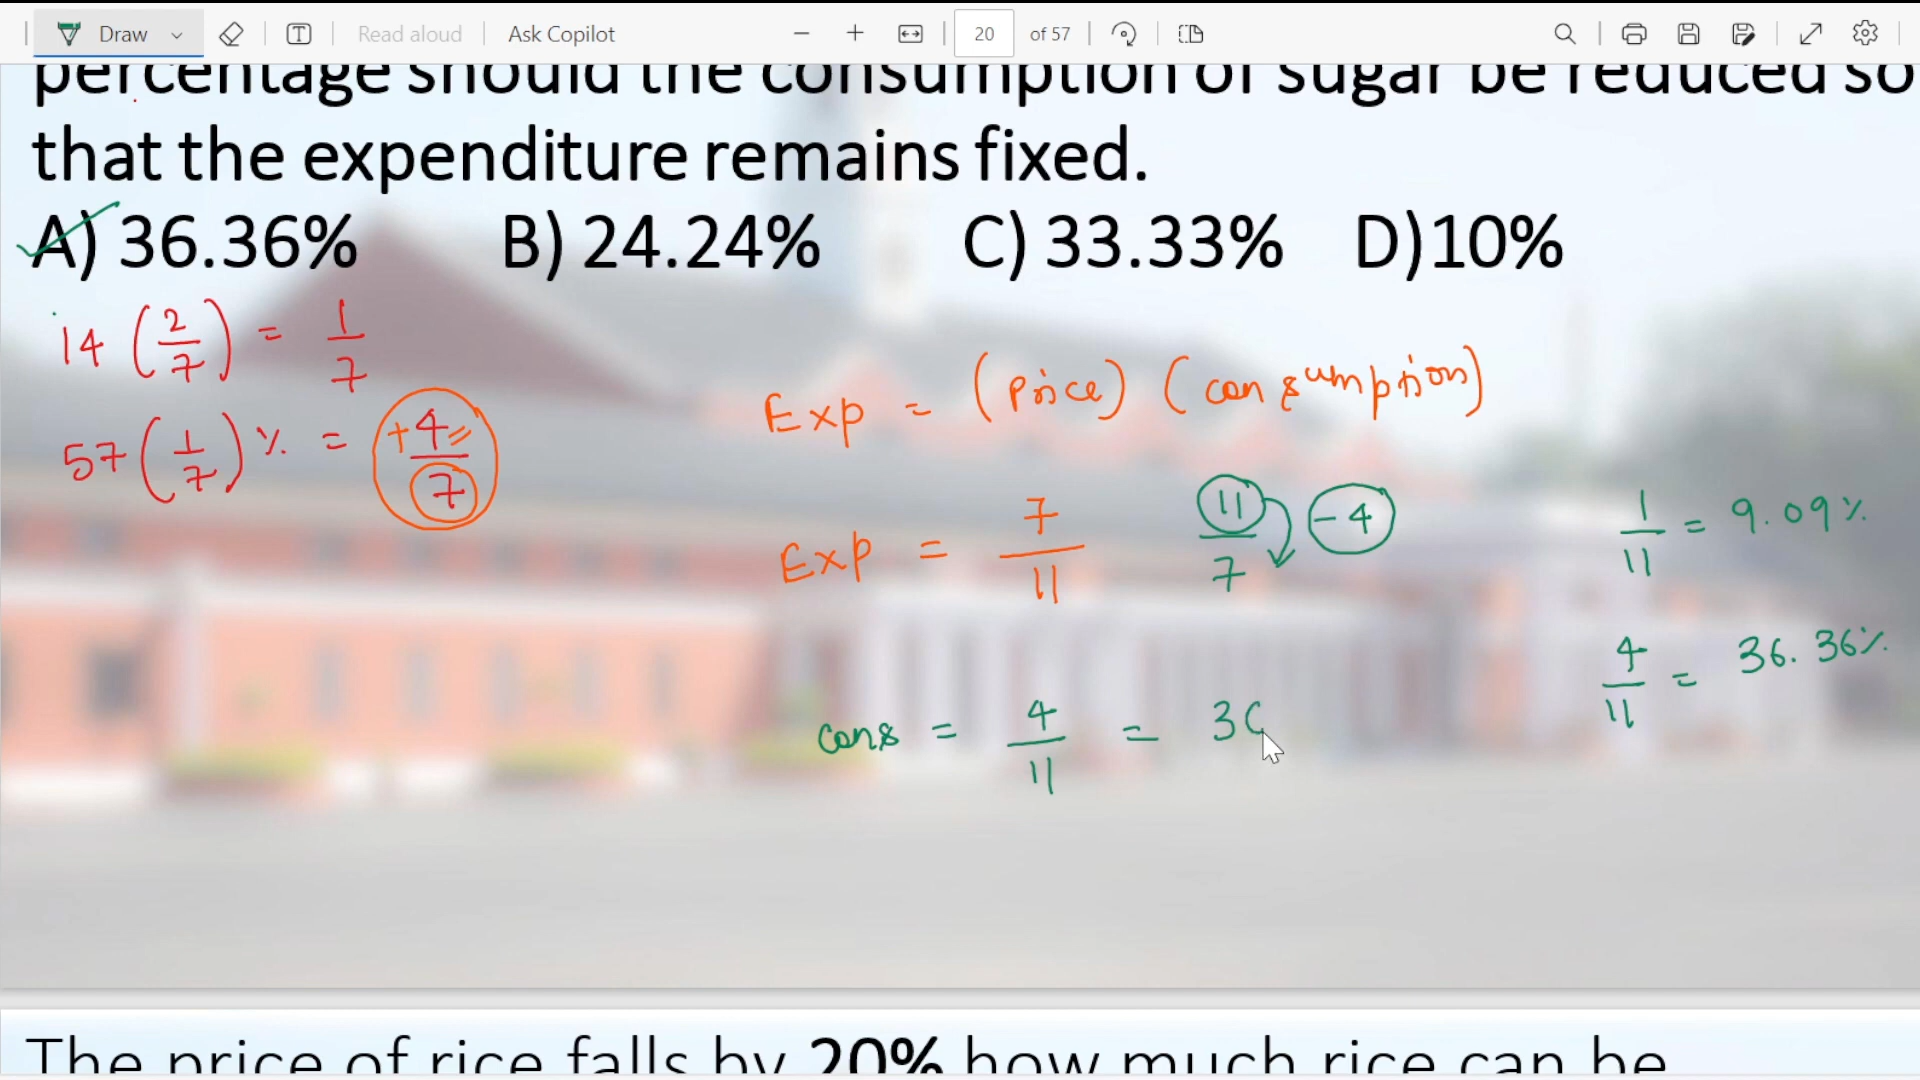 Draw Read aloud Ask Copilot 20 of 57
percentage should the consumption of sugar be reduced so
that the expenditure remains fixed.
A) 36.36% B) 24.24% C) 33.33% D)10%
14 (2/7) = 1/7
57 (1/7) % = +4/7
Exp = (Price) (consumption)
Exp = 7/11 11/7 -4
1/11 = 9.09%
4/11 = 36.36%
cons = 4/11 = 3
The price of rice falls by 20% how much rice can be